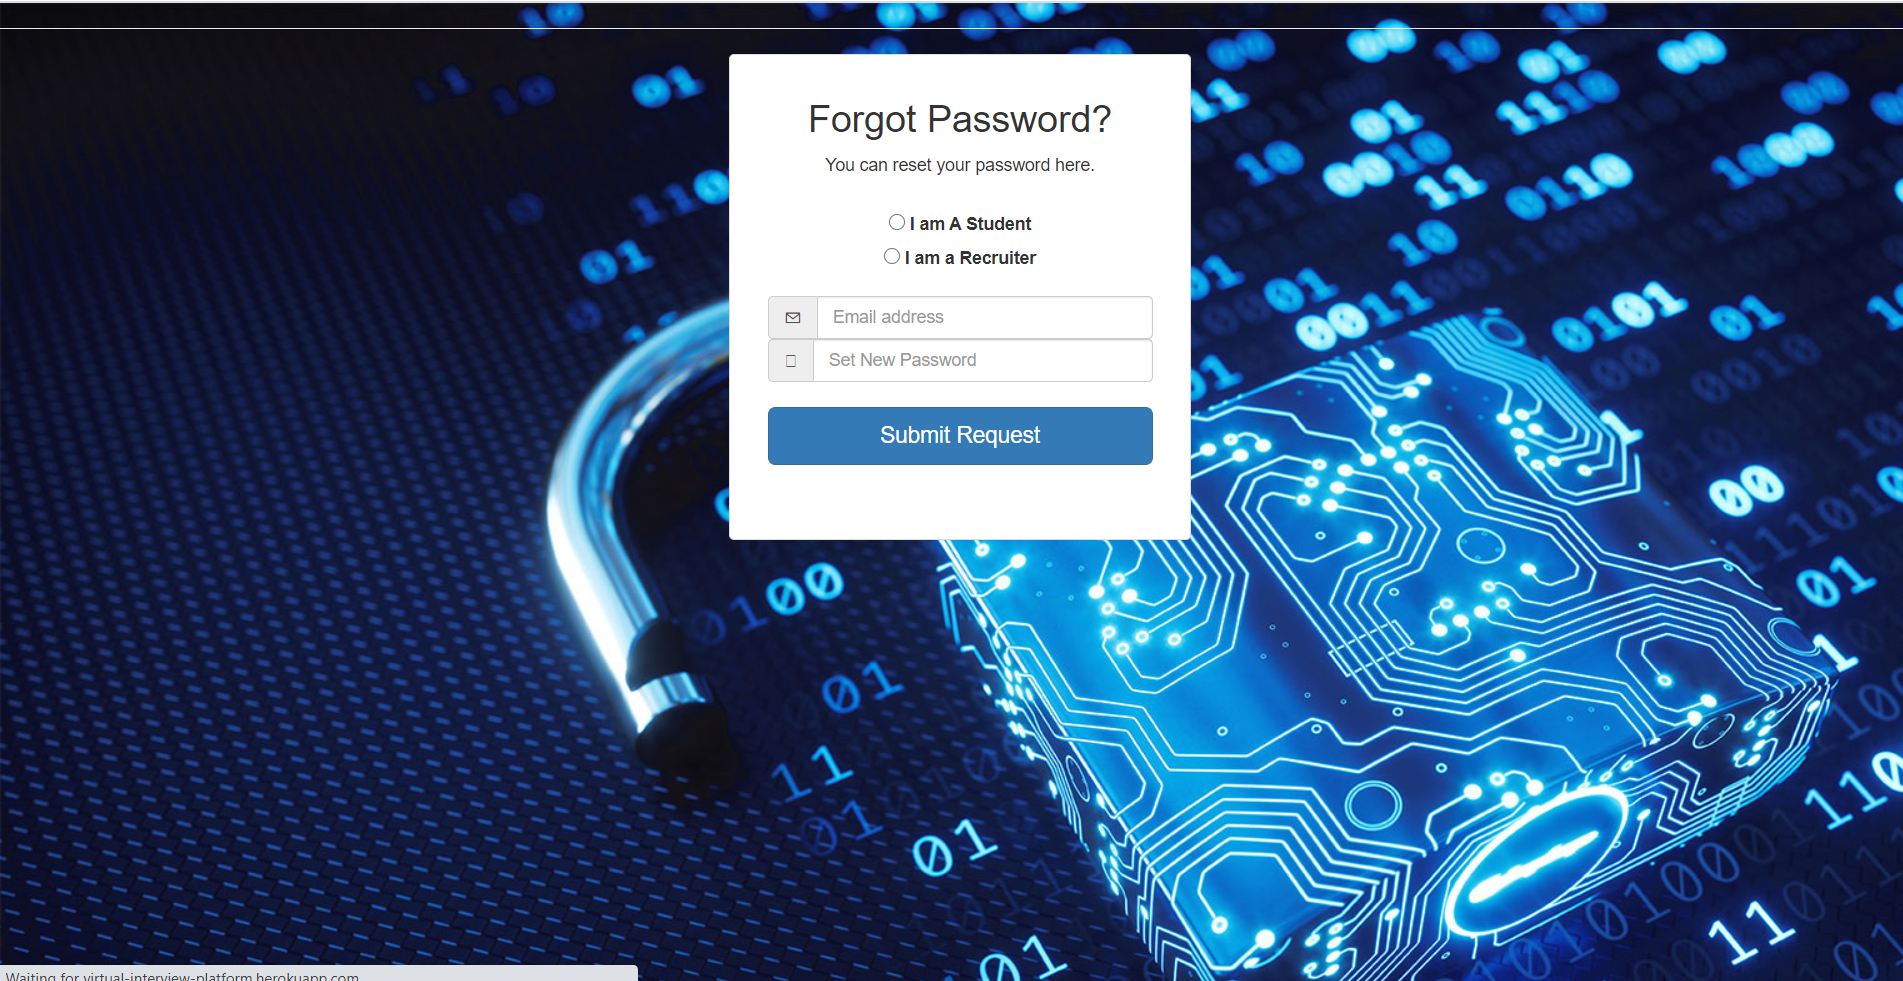 Forgot Password?
You can reset your password here.
I am A Student
I am a Recruiter
Email address
Set New Password
Submit Request
Waiting for virtual-interview-platform.herokuapp.com